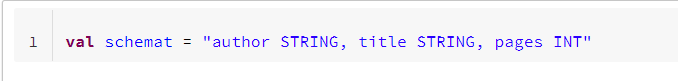 1 val schemat = "author STRING, title STRING, pages INT"